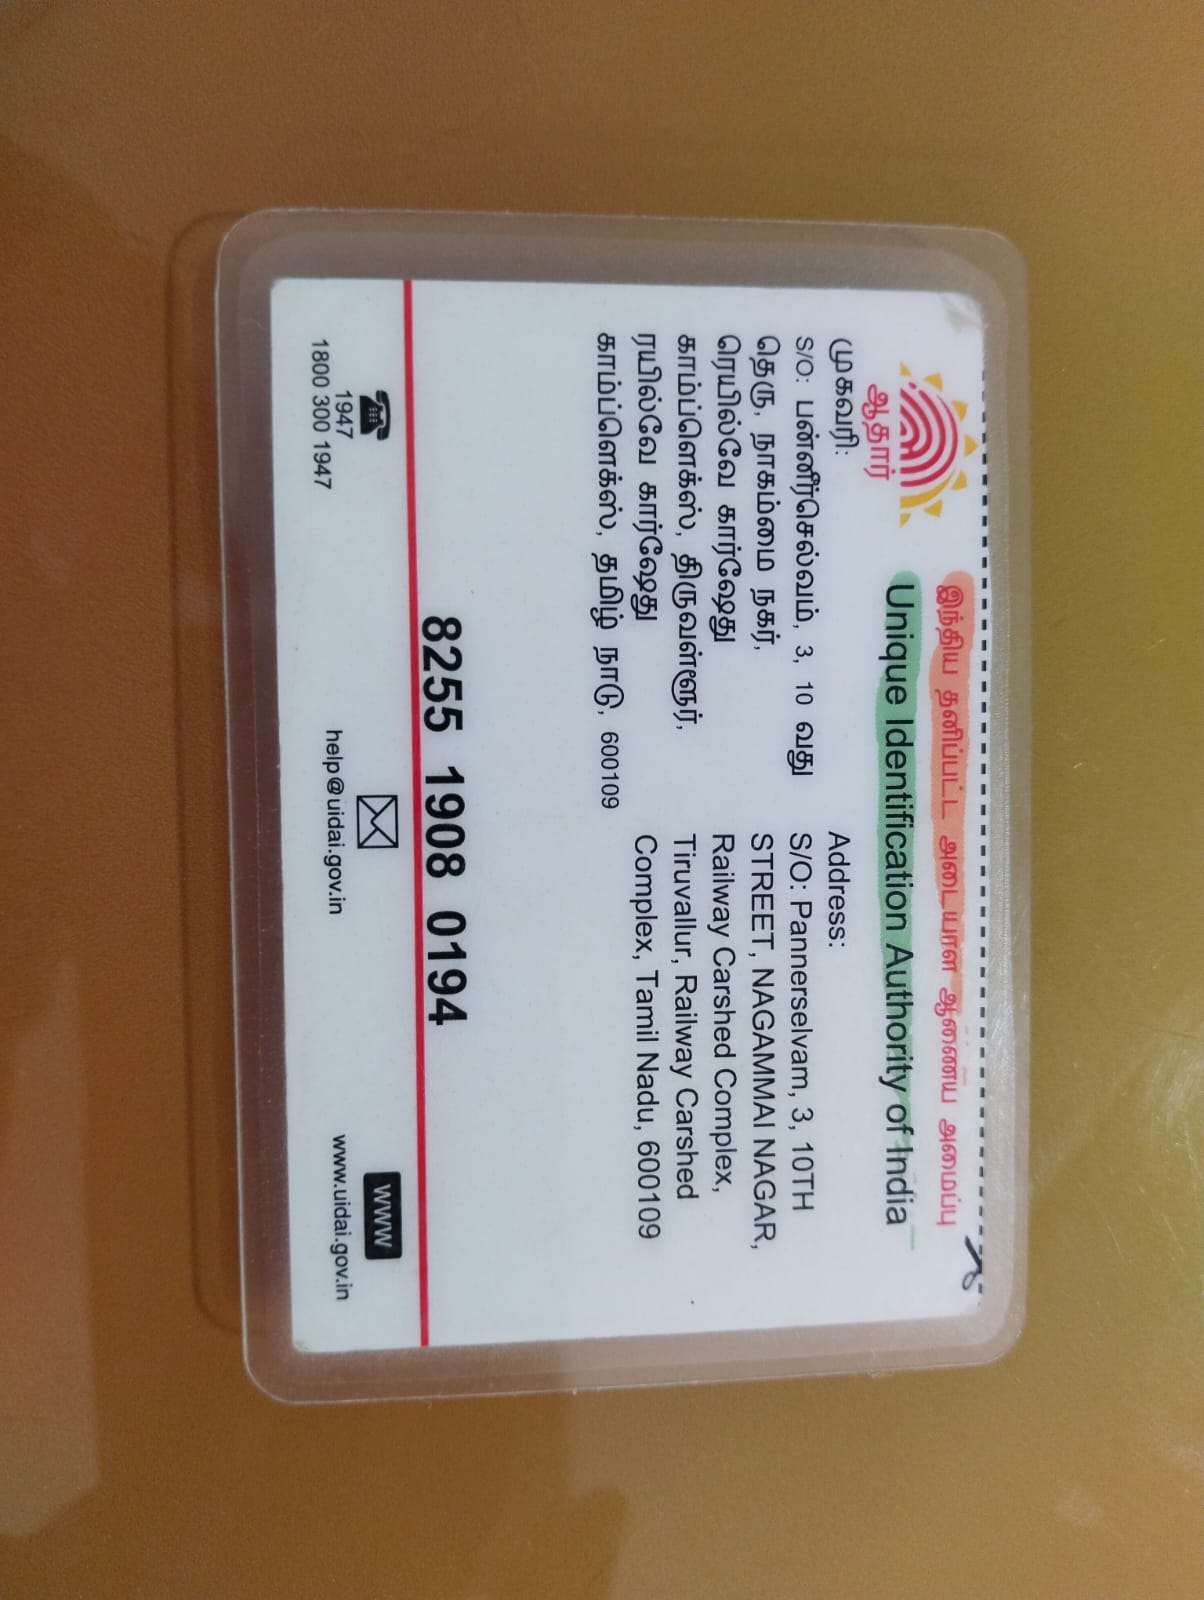 இந்திய தனிப்பட்ட அடையாள ஆணைய அமைப்பு
Unique Identification Authority of India
ஆதார்
முகவரி:
S/O: பன்னீர்செல்வம், 3, 10 வது
தெரு, நாகம்மை நகர்,
ரெயில்வே கார்ஷேது
காம்ப்ளெக்ஸ், திருவள்ளூர்,
ரயில்வே கார்ஷேது
காம்ப்ளெக்ஸ், தமிழ் நாடு, 600109
Address:
S/O: Pannerselvam, 3, 10TH
STREET, NAGAMMAI NAGAR,
Railway Carshed Complex,
Tiruvallur, Railway Carshed
Complex, Tamil Nadu, 600109
8255 1908 0194
1947
1800 300 1947
help@uidai.gov.in
WWW
www.uidai.gov.in